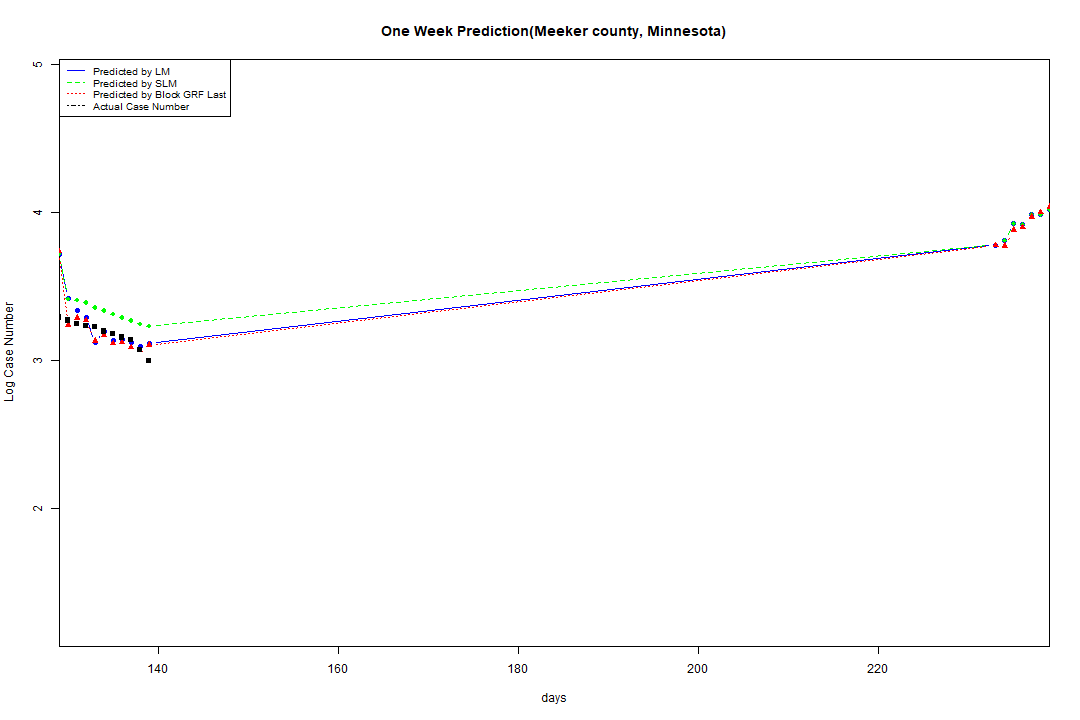 One Week Prediction(Meeker county, Minnesota)
Predicted by LM
Predicted by SLM
Predicted by Block GRF Last
Actual Case Number
5
4
3
2
Log Case Number
140 160 180 200 220
days